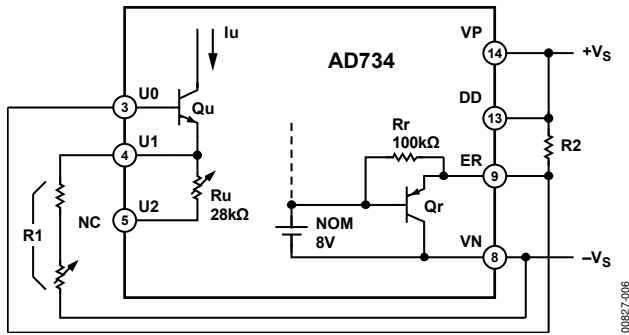 Iu
AD734
VP
14
+VS
U0
3
Qu
DD
13
U1
4
Rr
100kΩ
ER
9
R2
R1
NC
U2
5
Ru
28kΩ
NOM
8V
Qr
VN
8
–VS
00827-006